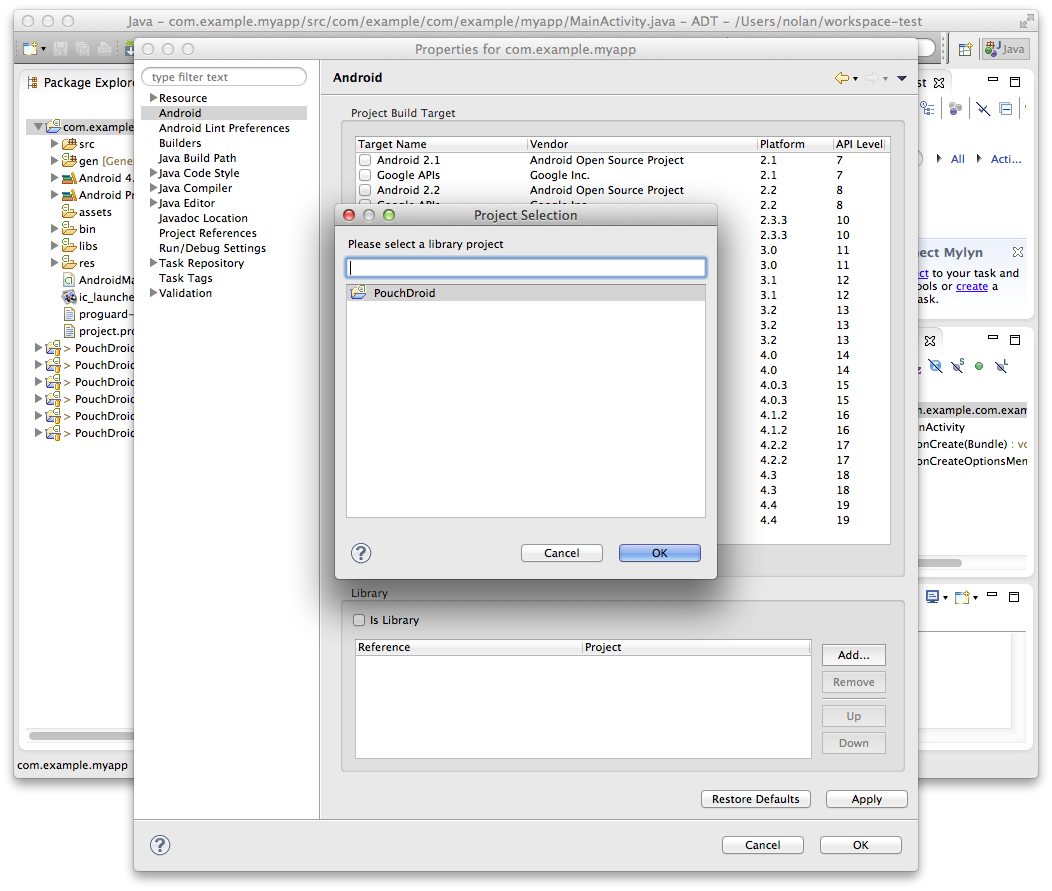 Java – com.example.myapp/src/com/example/com/example/myapp/MainActivity.java – ADT – /Users/nolan/workspace-test
Java
Package Explore
com.example
src
gen [Gene
Android 4.
Android Pr
assets
bin
libs
res
AndroidMa
ic_launche
proguard-
project.pro
> PouchDroid
> PouchDroid
> PouchDroid
> PouchDroid
> PouchDroid
> PouchDroid
com.example.myapp
Properties for com.example.myapp
type filter text
Resource
Android
Android Lint Preferences
Builders
Java Build Path
Java Code Style
Java Compiler
Java Editor
Javadoc Location
Project References
Run/Debug Settings
Task Repository
Task Tags
Validation
Android
Project Build Target
Target Name Vendor Platform API Level
Android 2.1 Android Open Source Project 2.1 7
Google APIs Google Inc. 2.1 7
Android 2.2 Android Open Source Project 2.2 8
Google APIs Google Inc. 2.2 8
2.3.3 10
2.3.3 10
3.0 11
3.0 11
3.1 12
3.1 12
3.2 13
3.2 13
3.2 13
4.0 14
4.0 14
4.0.3 15
4.0.3 15
4.1.2 16
4.1.2 16
4.2.2 17
4.2.2 17
4.3 18
4.3 18
4.4 19
4.4 19
Project Selection
Please select a library project
PouchDroid
?
Cancel
OK
Library
Is Library
Reference Project
Add...
Remove
Up
Down
Restore Defaults
Apply
?
Cancel
OK
st
All
Acti...
ect Mylyn
ct to your task and
ools or create a
ask.
m.example.com.exam
inActivity
onCreate(Bundle) : vo
onCreateOptionsMen